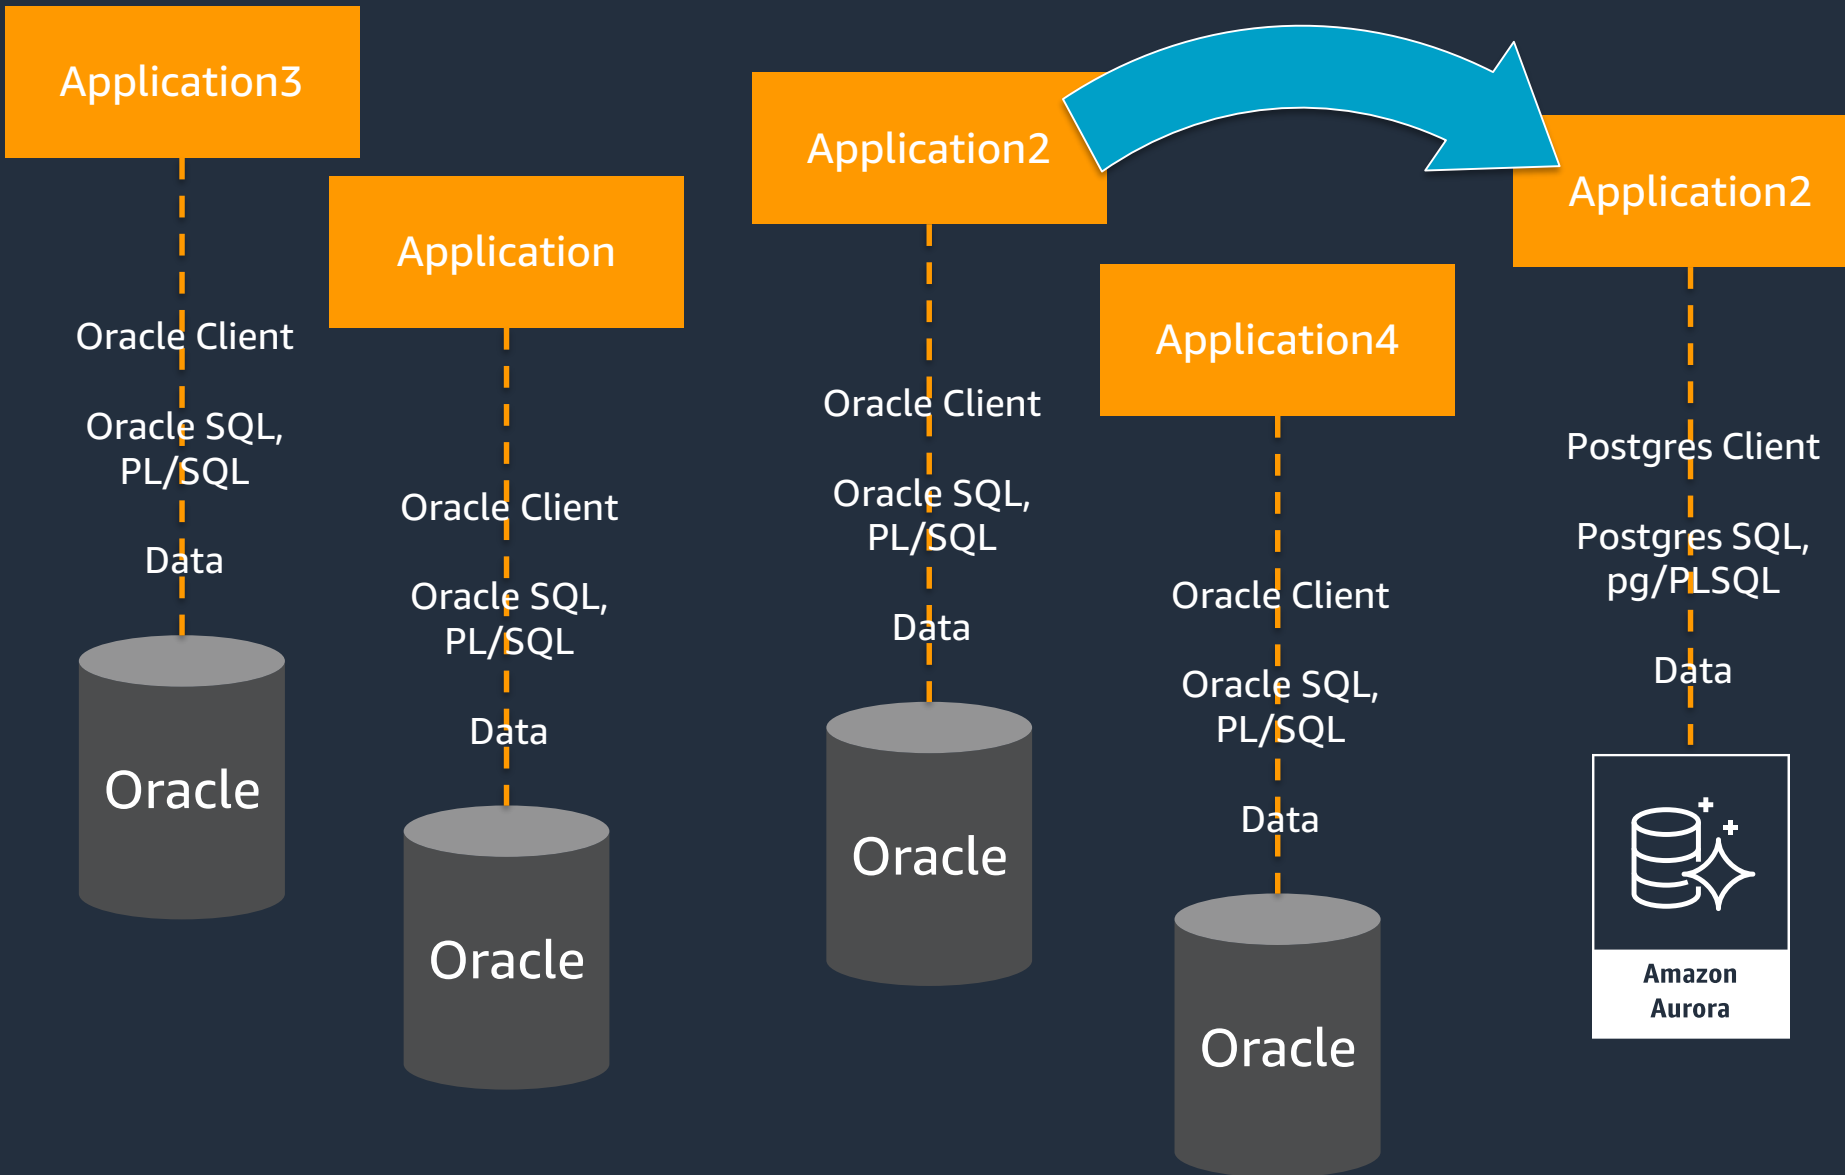 Application3
Oracle Client
Oracle SQL,
PL/SQL
Data
Oracle
Application
Oracle Client
Oracle SQL,
PL/SQL
Data
Oracle
Application2
Oracle Client
Oracle SQL,
PL/SQL
Data
Oracle
Application4
Oracle Client
Oracle SQL,
PL/SQL
Data
Oracle
Application2
Postgres Client
Postgres SQL,
pg/PLSQL
Data
Amazon
Aurora